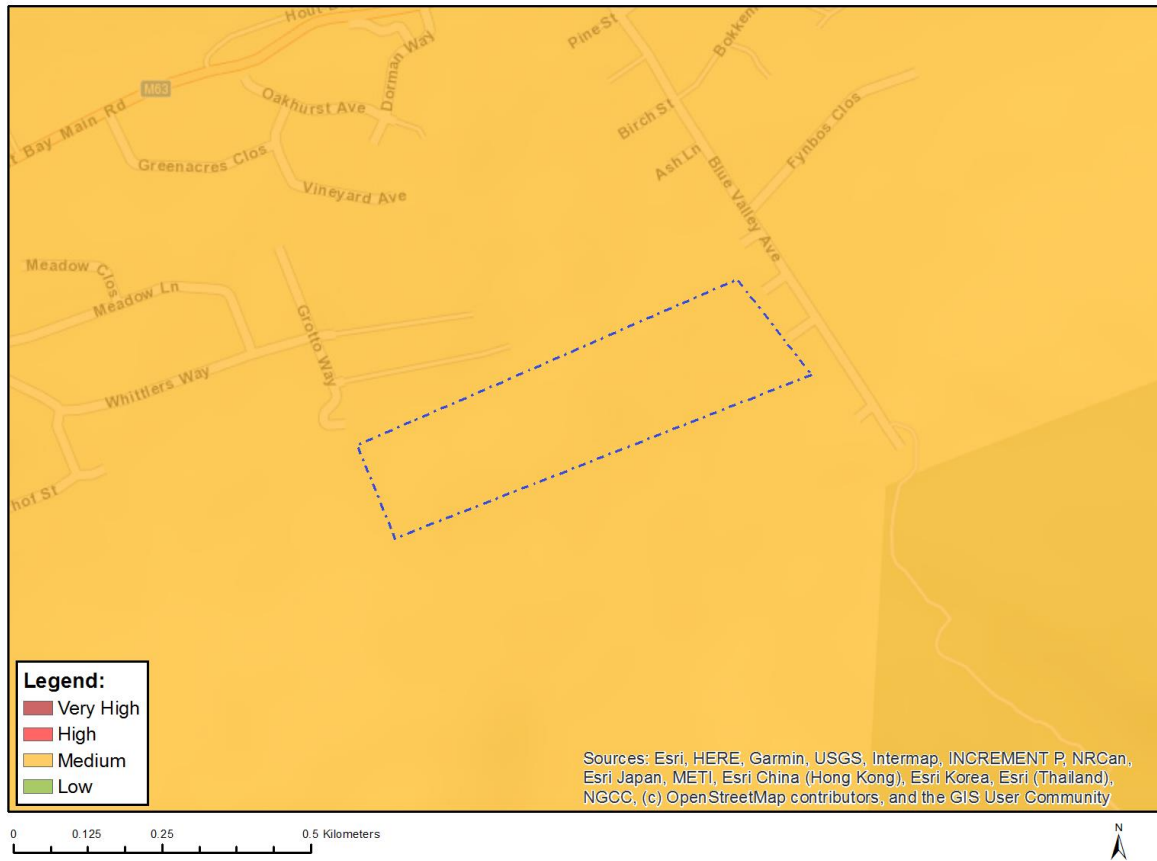 Hout
Pine St
Bokkem
Dorman Way
M63
Oakhurst Ave
t Bay Main Rd
Birch St
Fynbos Clos
Greenacres Clos
Ash Ln
Blue Valley Ave
Vineyard Ave
Meadow Clos
Meadow Ln
Grotto Way
Whittlers Way
hof St
Legend:
Very High
High
Medium
Low
Sources: Esri, HERE, Garmin, USGS, Intermap, INCREMENT P, NRCan,
Esri Japan, METI, Esri China (Hong Kong), Esri Korea, Esri (Thailand),
NGCC, (c) OpenStreetMap contributors, and the GIS User Community
0 0.125 0.25 0.5 Kilometers
N